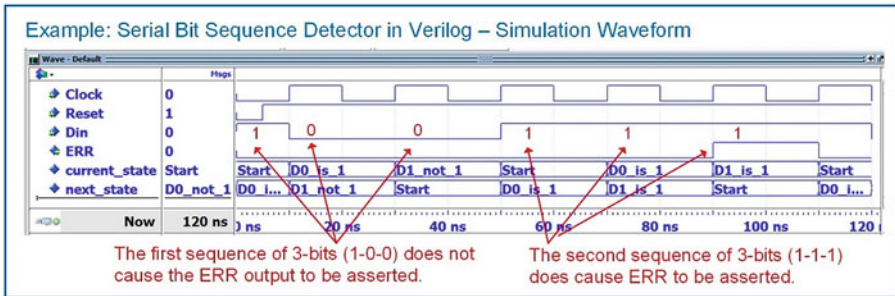 Example: Serial Bit Sequence Detector in Verilog – Simulation Waveform
Wave - Default
Msgs
Clock 0
Reset 1
Din 0 1 0 0 1 1 1
ERR 0
current_state Start Start D0_is_1 D1_not_1 Start D0_is_1 D1_is_1 Start
next_state D0_not_1 D0_i... D1_not_1 Start D0_is_1 D1_is_1 Start D0_i...
Now 120 ns ) ns 20 ns 40 ns 60 ns 80 ns 100 ns 120
The first sequence of 3-bits (1-0-0) does not
cause the ERR output to be asserted.
The second sequence of 3-bits (1-1-1)
does cause ERR to be asserted.